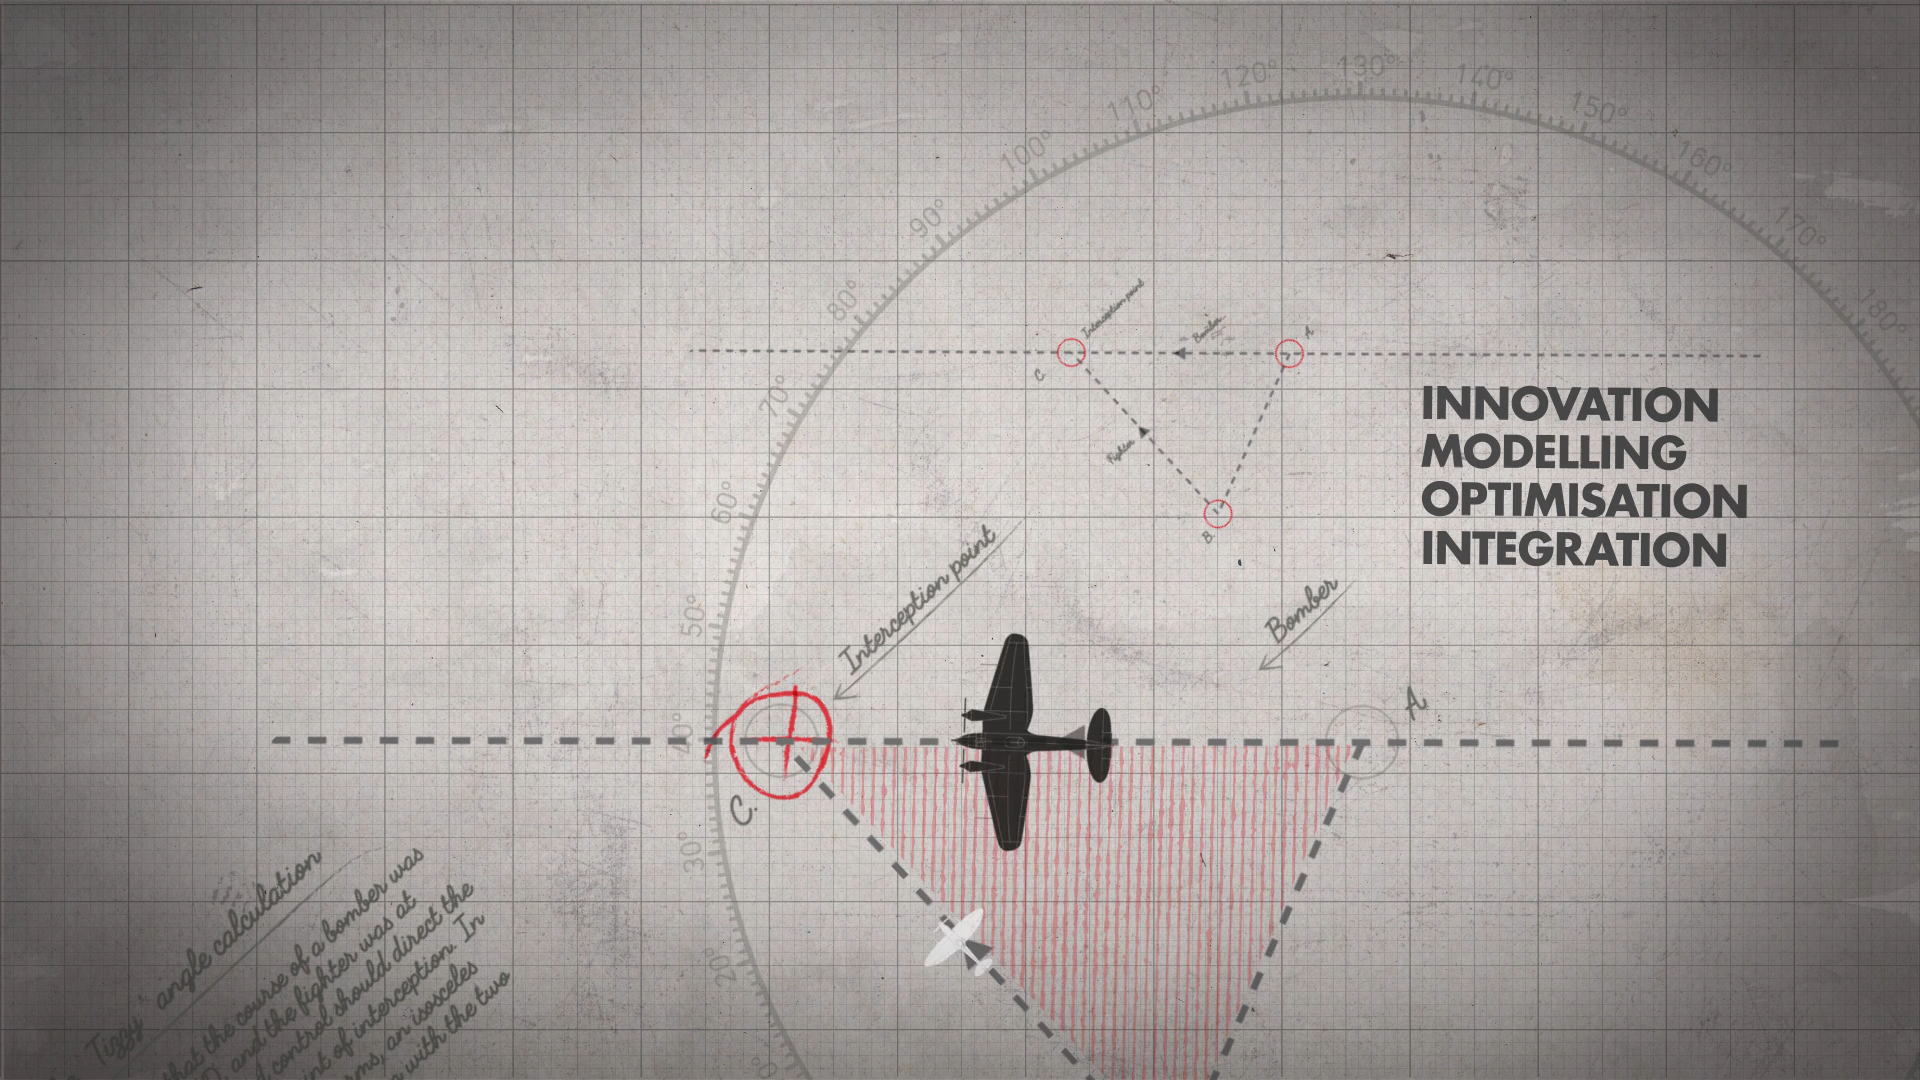 110° 120° 130° 140° 150°
100° 160°
90° 170°
80° 180°
70°
60°
50°
40°
30°
20°
Interception point
Bomber
A.
C.
Fighter
B.
INNOVATION
MODELLING
OPTIMISATION
INTEGRATION
Interception point
Bomber
A.
C.
Tizzy' angle calculation
that the course of a bomber was
D, and the fighter was at
control should direct the
of interception. In
an isosceles
with the two